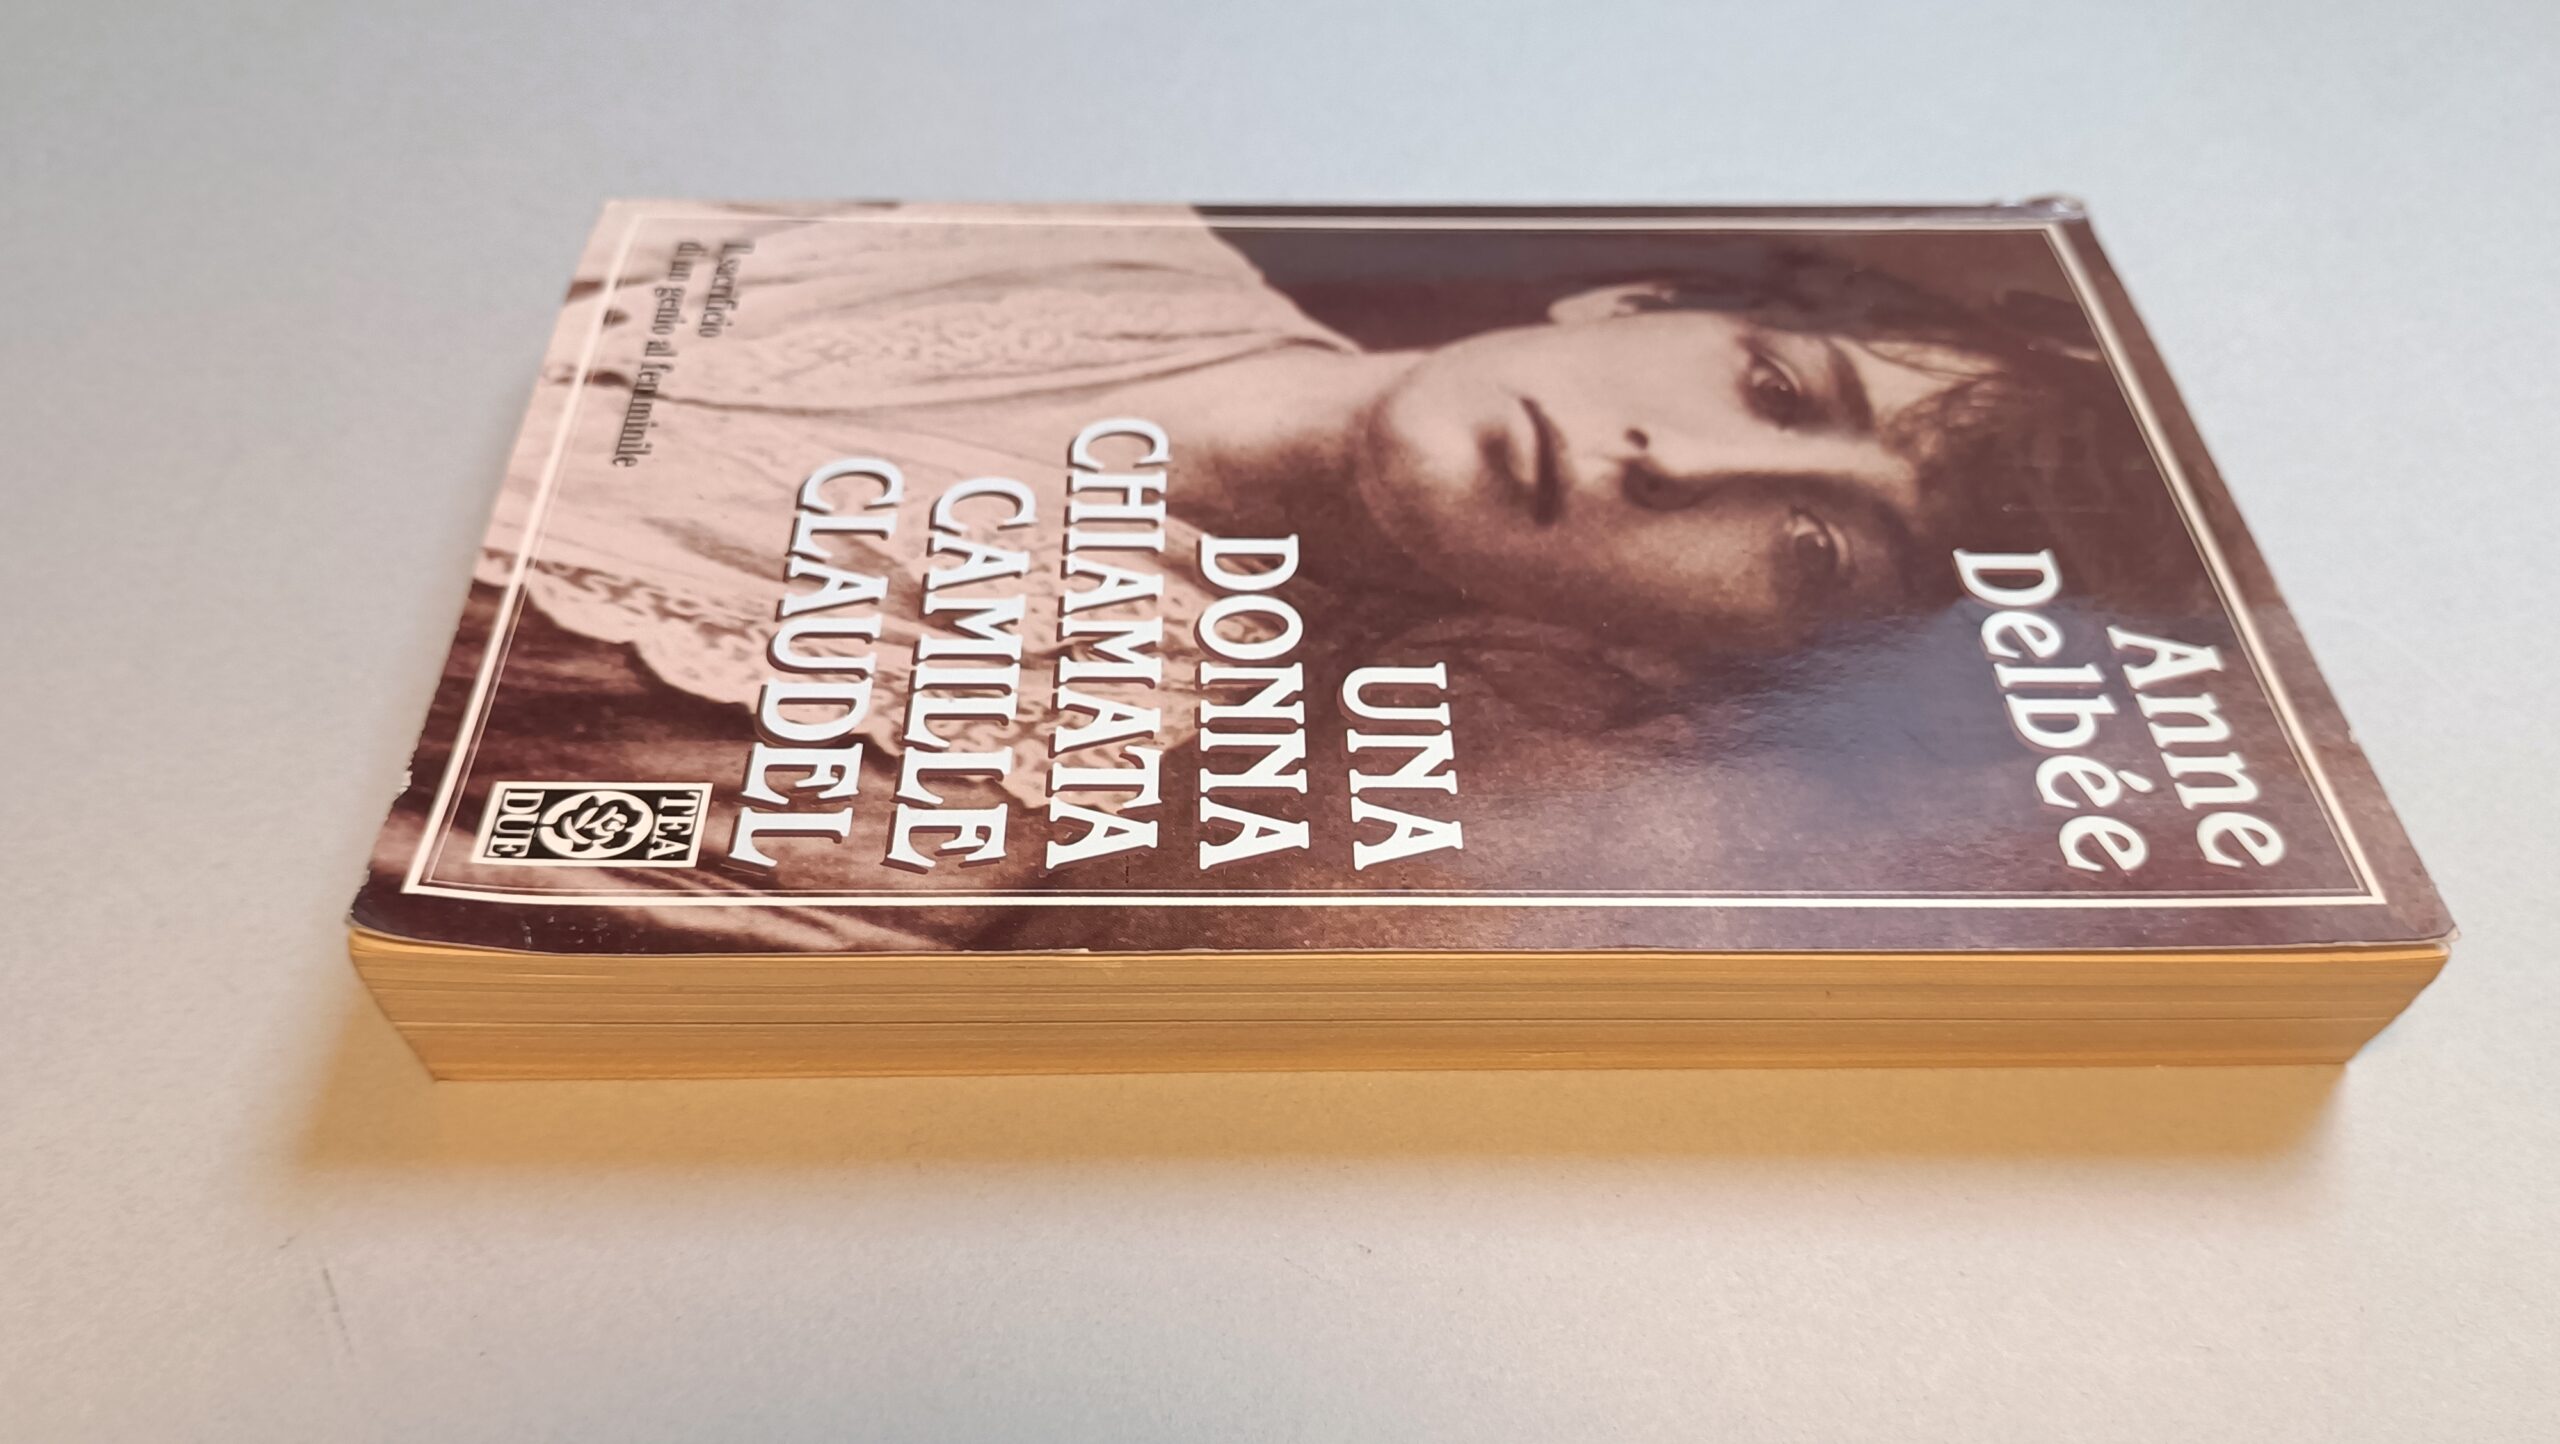 Anne
Delbée
UNA
DONNA
CHIAMATA
CAMILLE
CLAUDEL
Il sacrificio
di un genio al femminile
TEA
DUE